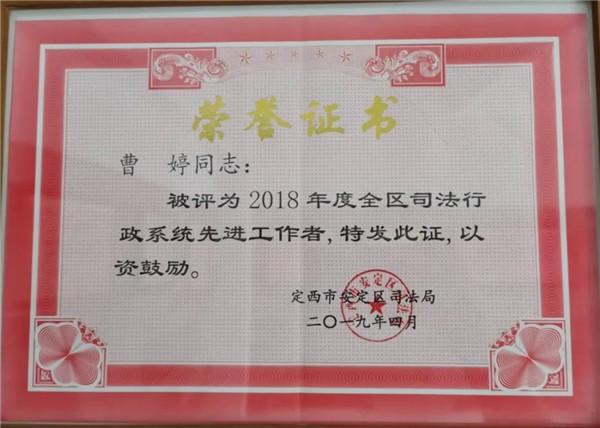 荣誉证书
曹 婷同志：
被评为2018年度全区司法行
政系统先进工作者，特发此证，以
资鼓励。
定西市安定区司法局
二〇一九年四月